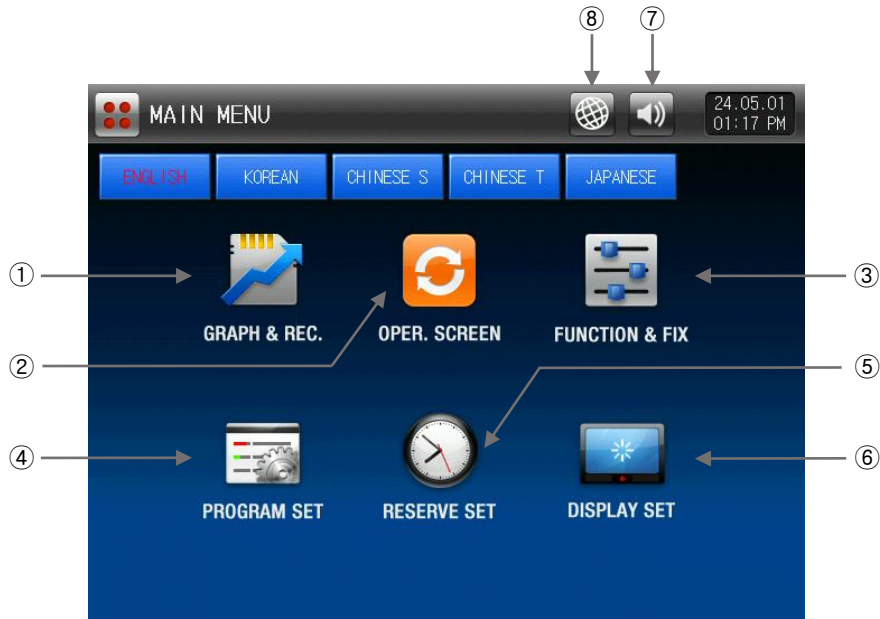 ⑧ ⑦
MAIN MENU
24.05.01
01:17 PM
ENGLISH KOREAN CHINESE S CHINESE T JAPANESE
① ③
GRAPH & REC. OPER. SCREEN FUNCTION & FIX
② ⑤
④ ⑥
PROGRAM SET RESERVE SET DISPLAY SET